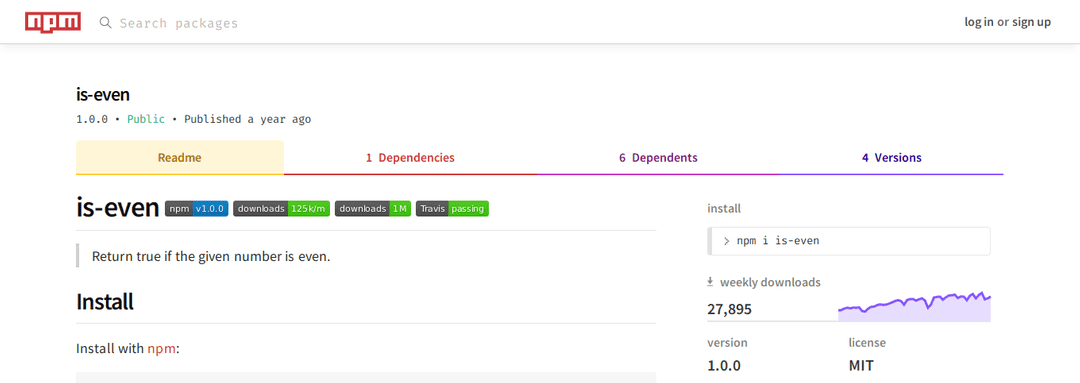 npm Search packages log in or sign up
is-even
1.0.0 • Public • Published a year ago
Readme 1 Dependencies 6 Dependents 4 Versions
is-even npm v1.0.0 downloads 125k/m downloads 1M Travis passing
Return true if the given number is even.
Install
Install with npm:
install
> npm i is-even
weekly downloads
27,895
version license
1.0.0 MIT